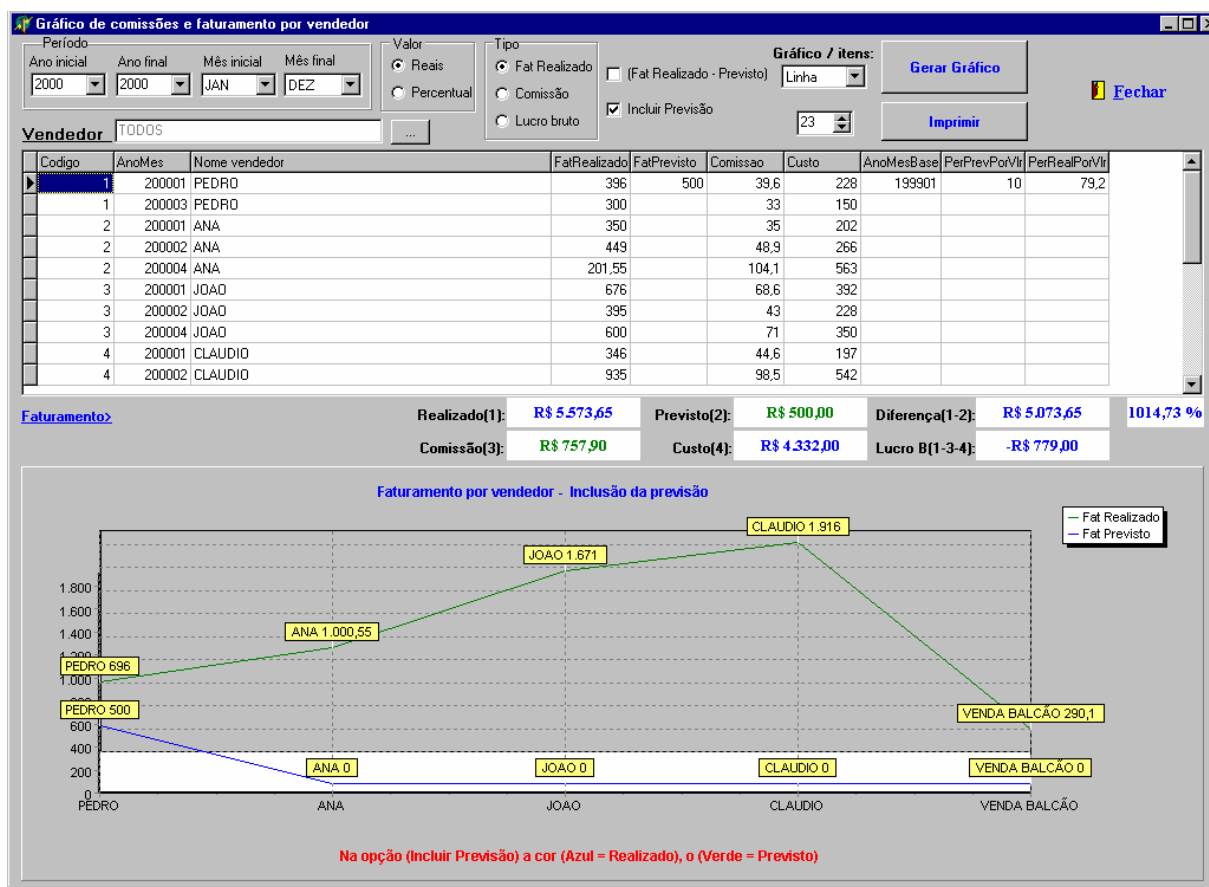 Gráfico de comissões e faturamento por vendedor
Período
Ano inicial Ano final Mês inicial Mês final
2000 2000 JAN DEZ
Valor
Reais
Percentual
Tipo
Fat Realizado
Comissão
Lucro bruto
(Fat Realizado - Previsto)
Incluir Previsão
Gráfico / itens:
Linha
23
Gerar Gráfico
Imprimir
Fechar
Vendedor TODOS ...
Codigo AnoMes Nome vendedor FatRealizado FatPrevisto Comissao Custo AnoMesBase PerPrevPorVlr PerRealPorVlr
1 200001 PEDRO 396 500 39,6 228 199901 10 79,2
1 200003 PEDRO 300 33 150
2 200001 ANA 350 35 202
2 200002 ANA 449 48,9 266
2 200004 ANA 201,55 104,1 563
3 200001 JOAO 676 68,6 392
3 200002 JOAO 395 43 228
3 200004 JOAO 600 71 350
4 200001 CLAUDIO 346 44,6 197
4 200002 CLAUDIO 935 98,5 542
Faturamento> Realizado(1): R$ 5.573,65 Previsto(2): R$ 500,00 Diferença(1-2): R$ 5.073,65 1014,73 %
Comissão(3): R$ 757,90 Custo(4): R$ 4.332,00 Lucro B(1-3-4): -R$ 779,00
Faturamento por vendedor - Inclusão da previsão
Fat Realizado
Fat Previsto
CLAUDIO 1.916
JOAO 1.671
1.800
1.600
1.400
ANA 1.000,55
1.200
PEDRO 696
1.000
800
PEDRO 500
VENDA BALCÃO 290,1
600
400
200
ANA 0 JOAO 0 CLAUDIO 0 VENDA BALCÃO 0
0
PEDRO ANA JOAO CLAUDIO VENDA BALCÃO
Na opção (Incluir Previsão) a cor (Azul = Realizado), o (Verde = Previsto)